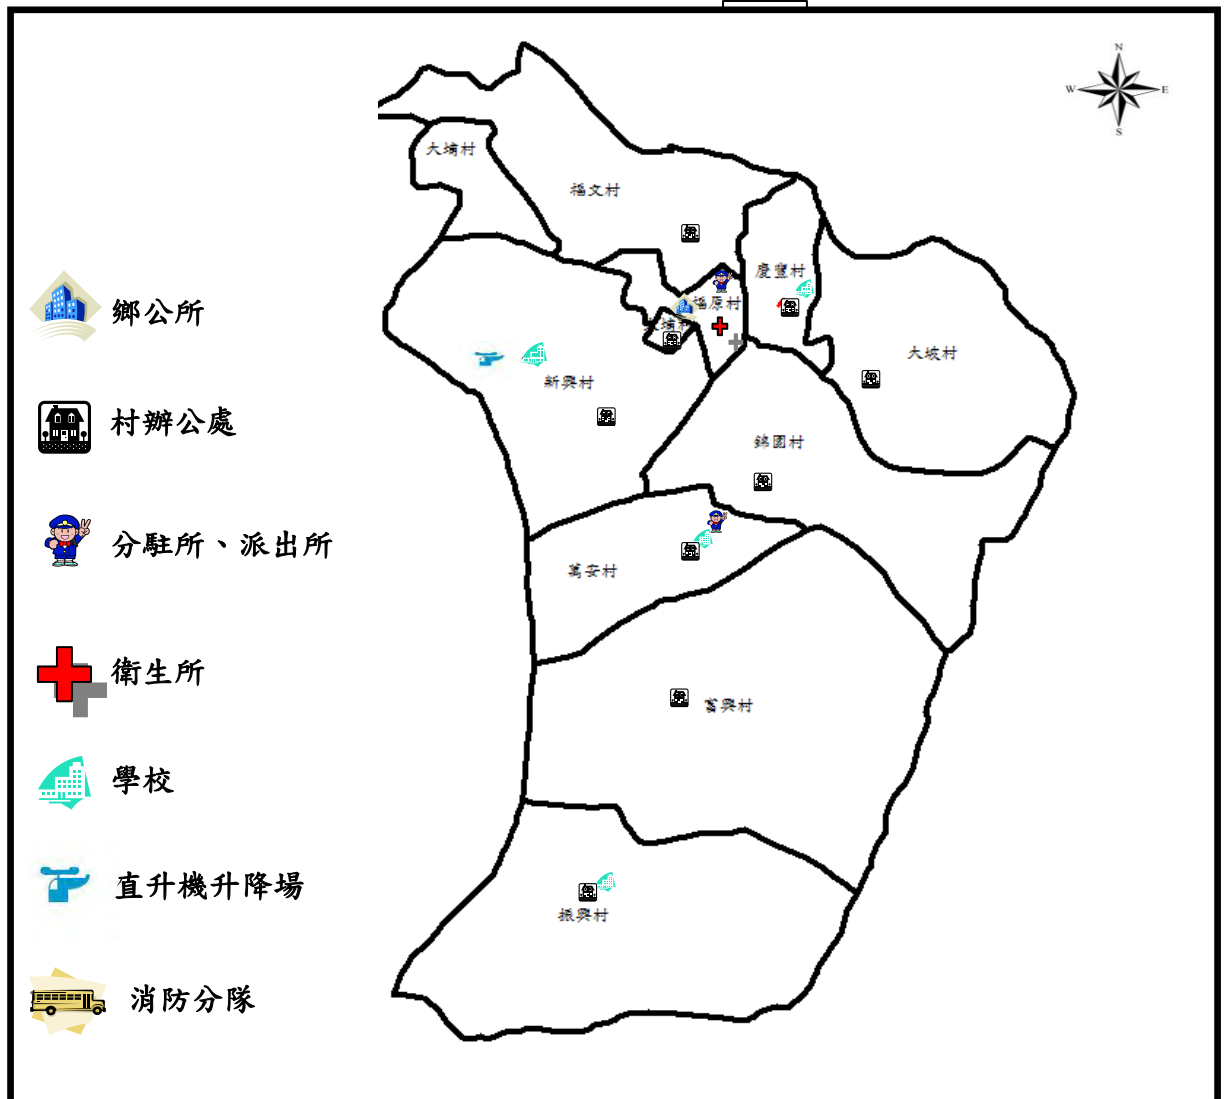 N
W E
S
大埔村
福文村
慶豐村
福原村
大埔村
大坡村
新興村
錦園村
萬安村
富興村
振興村
鄉公所
村辦公處
分駐所、派出所
衛生所
學校
直升機升降場
消防分隊